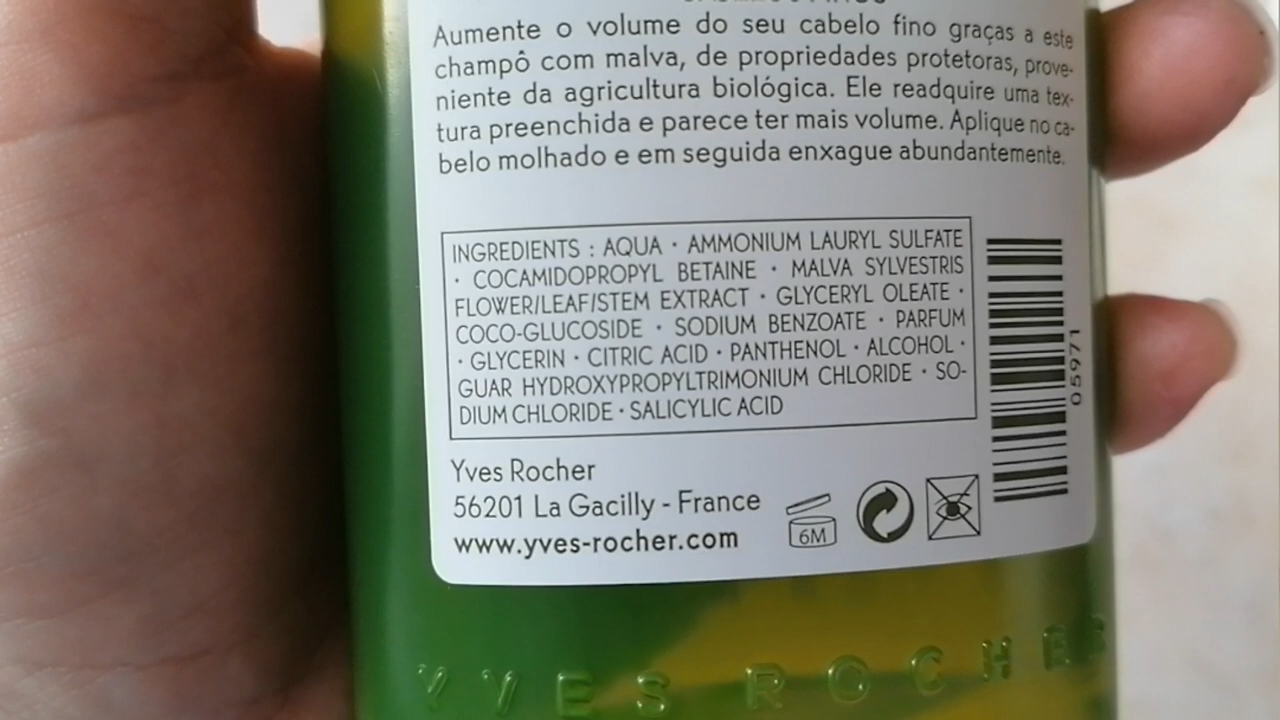 Aumente o volume do seu cabelo fino graças a este
champô com malva, de propriedades protetoras, prove-
niente da agricultura biológica. Ele readquire uma tex-
tura preenchida e parece ter mais volume. Aplique no ca-
belo molhado e em seguida enxague abundantemente.
INGREDIENTS : AQUA · AMMONIUM LAURYL SULFATE
· COCAMIDOPROPYL BETAINE · MALVA SYLVESTRIS
FLOWER/LEAF/STEM EXTRACT · GLYCERYL OLEATE ·
COCO-GLUCOSIDE · SODIUM BENZOATE · PARFUM
· GLYCERIN · CITRIC ACID · PANTHENOL · ALCOHOL ·
GUAR HYDROXYPROPYLTRIMONIUM CHLORIDE · SO-
DIUM CHLORIDE · SALICYLIC ACID
05971
Yves Rocher
56201 La Gacilly - France
www.yves-rocher.com
6M
YVES ROCHER